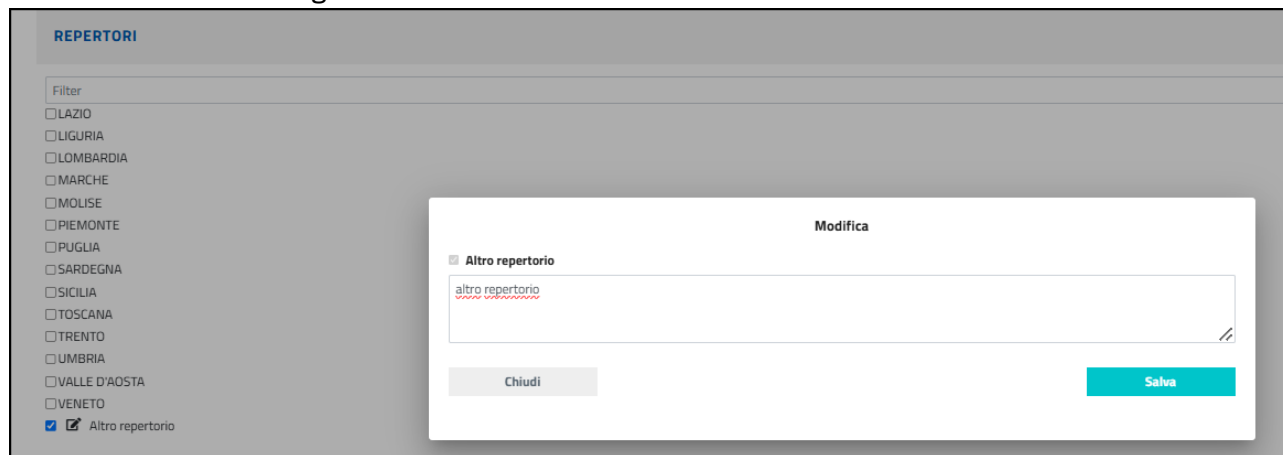 REPERTORI
Filter
LAZIO
LIGURIA
LOMBARDIA
MARCHE
MOLISE
PIEMONTE
PUGLIA
SARDEGNA
SICILIA
TOSCANA
TRENTO
UMBRIA
VALLE D'AOSTA
VENETO
Altro repertorio
Modifica
Altro repertorio
altro repertorio
Chiudi
Salva